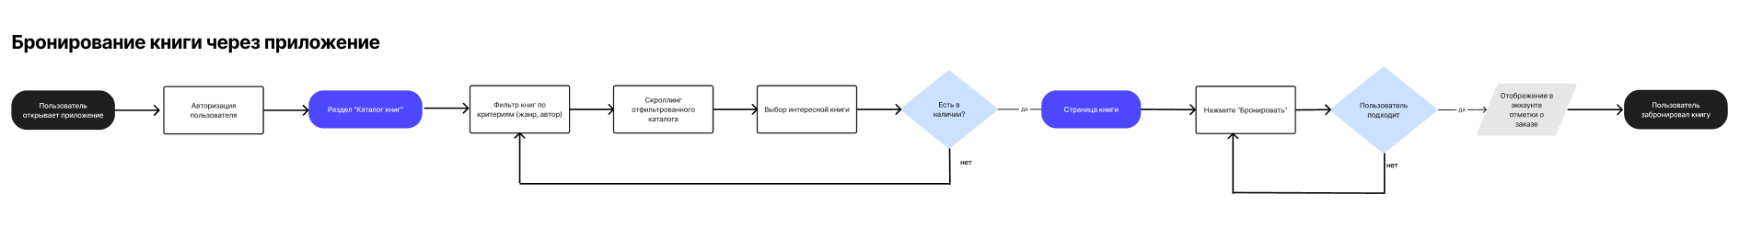 Бронирование книги через приложение
Пользователь
открывает приложение
Авторизация
пользователя
Раздел "Каталог книг"
Фильтр книг по
критериям (жанр, автор)
Скроллинг
отфильтрованного
каталога
Выбор интересной книги
Есть в
наличии?
да
нет
Страница книги
Нажмите "Бронировать"
Пользователь
подходит
да
нет
Отображение в
аккаунте
отметки о
заказе
Пользователь
забронировал книгу